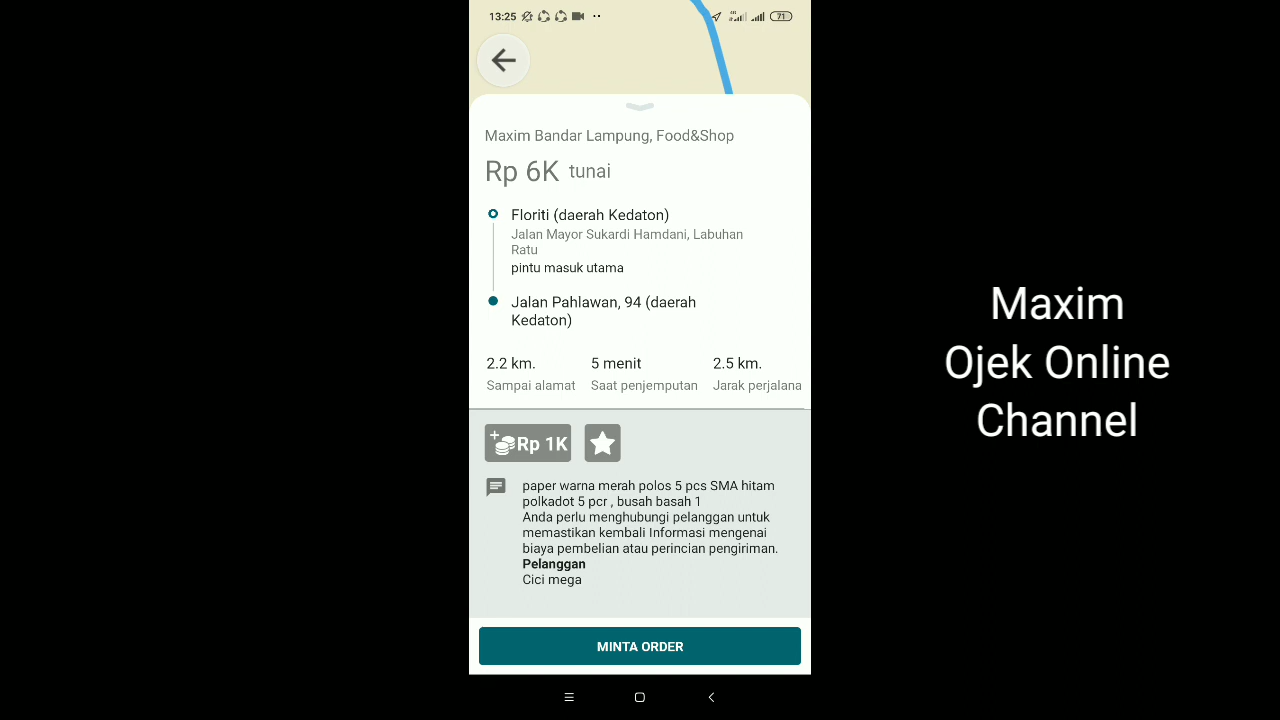 13:25
71
Maxim Bandar Lampung, Food&Shop
Rp 6K tunai
Floriti (daerah Kedaton)
Jalan Mayor Sukardi Hamdani, Labuhan
Ratu
pintu masuk utama
Jalan Pahlawan, 94 (daerah
Kedaton)
2.2 km. 5 menit 2.5 km.
Sampai alamat Saat penjemputan Jarak perjalana
+ Rp 1K
paper warna merah polos 5 pcs SMA hitam
polkadot 5 pcr , busah basah 1
Anda perlu menghubungi pelanggan untuk
memastikan kembali Informasi mengenai
biaya pembelian atau perincian pengiriman.
Pelanggan
Cici mega
MINTA ORDER
Maxim
Ojek Online
Channel